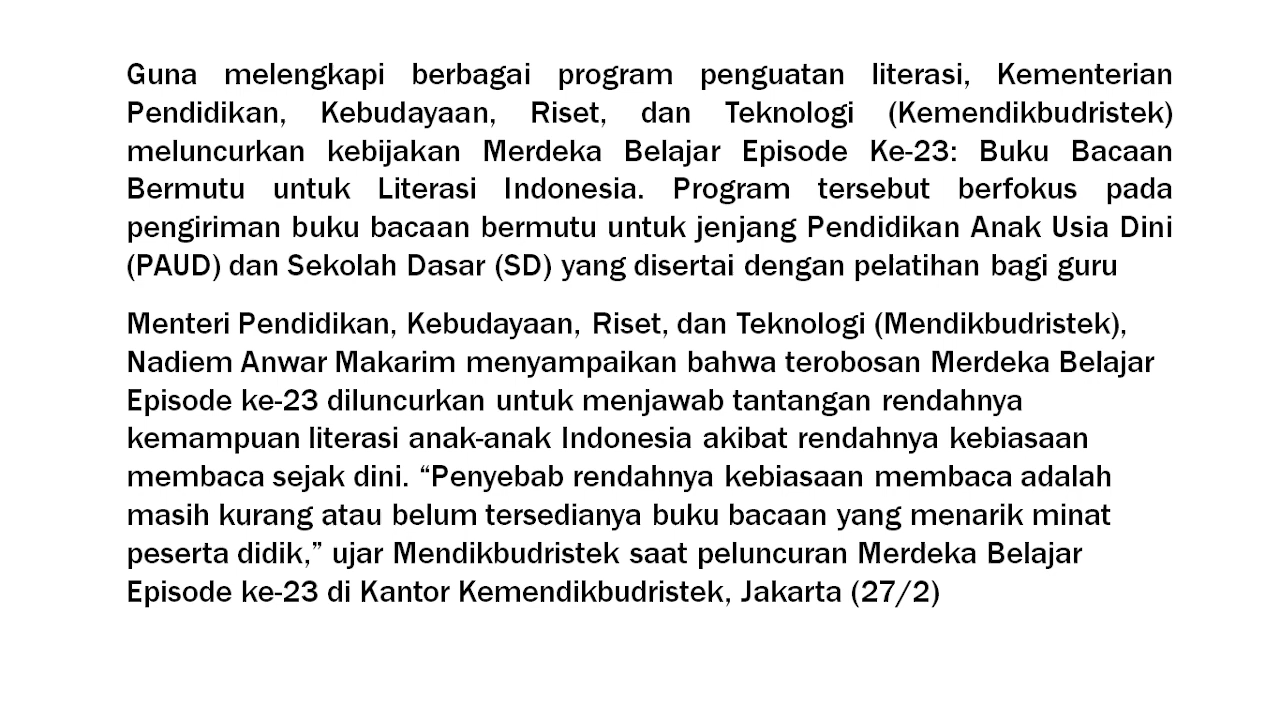 Guna melengkapi berbagai program penguatan literasi, Kementerian
Pendidikan, Kebudayaan, Riset, dan Teknologi (Kemendikbudristek)
meluncurkan kebijakan Merdeka Belajar Episode Ke-23: Buku Bacaan
Bermutu untuk Literasi Indonesia. Program tersebut berfokus pada
pengiriman buku bacaan bermutu untuk jenjang Pendidikan Anak Usia Dini
(PAUD) dan Sekolah Dasar (SD) yang disertai dengan pelatihan bagi guru
Menteri Pendidikan, Kebudayaan, Riset, dan Teknologi (Mendikbudristek),
Nadiem Anwar Makarim menyampaikan bahwa terobosan Merdeka Belajar
Episode ke-23 diluncurkan untuk menjawab tantangan rendahnya
kemampuan literasi anak-anak Indonesia akibat rendahnya kebiasaan
membaca sejak dini. “Penyebab rendahnya kebiasaan membaca adalah
masih kurang atau belum tersedianya buku bacaan yang menarik minat
peserta didik,” ujar Mendikbudristek saat peluncuran Merdeka Belajar
Episode ke-23 di Kantor Kemendikbudristek, Jakarta (27/2)